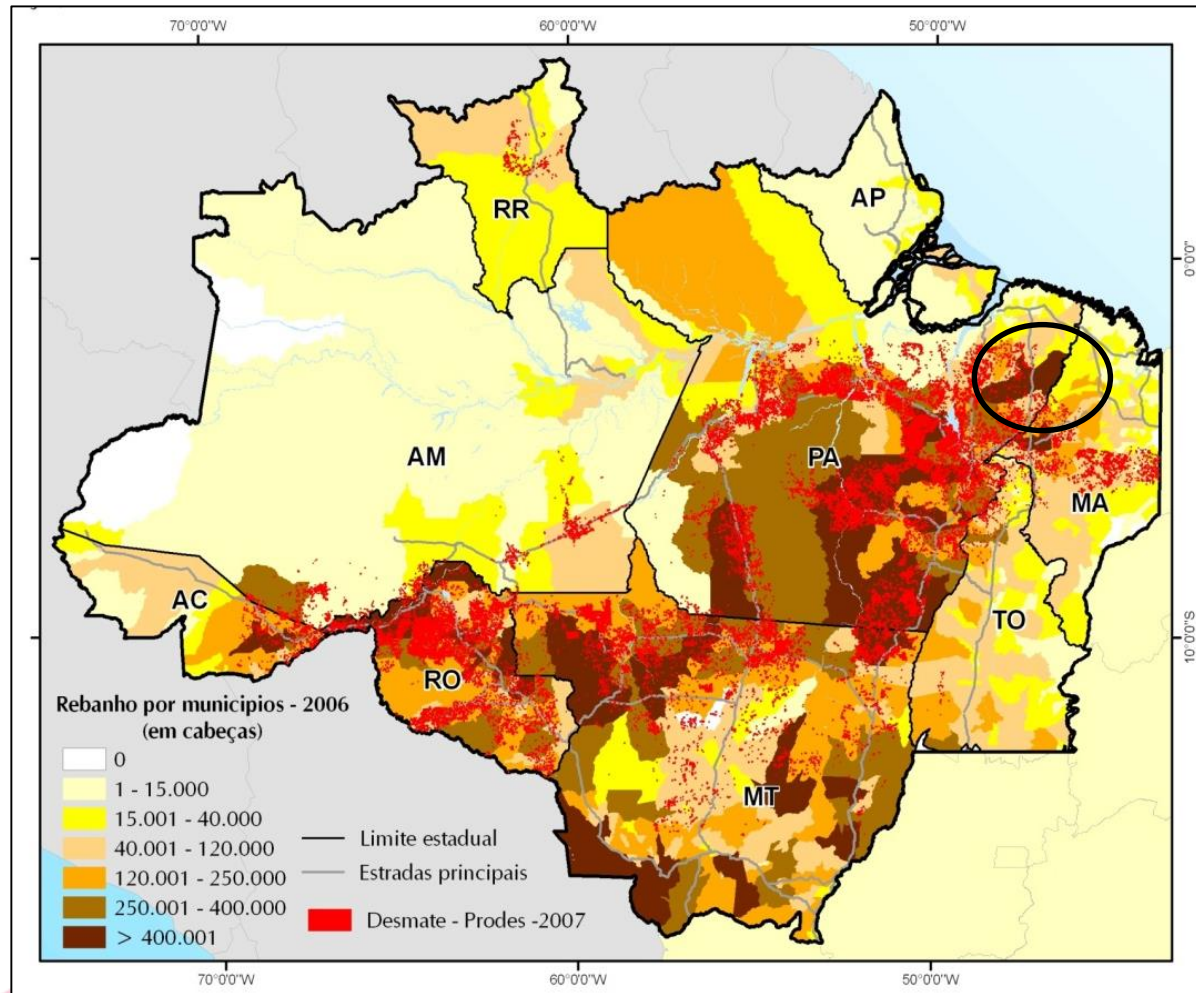 70°0'0"W 60°0'0"W 50°0'0"W
0°0'0"
10°0'0"S
RR
AP
AM
PA
MA
AC
TO
RO
MT
Rebanho por municipios - 2006
(em cabeças)
0
1 - 15.000
15.001 - 40.000
40.001 - 120.000
120.001 - 250.000
250.001 - 400.000
> 400.001
Limite estadual
Estradas principais
Desmate - Prodes -2007
70°0'0"W 60°0'0"W 50°0'0"W